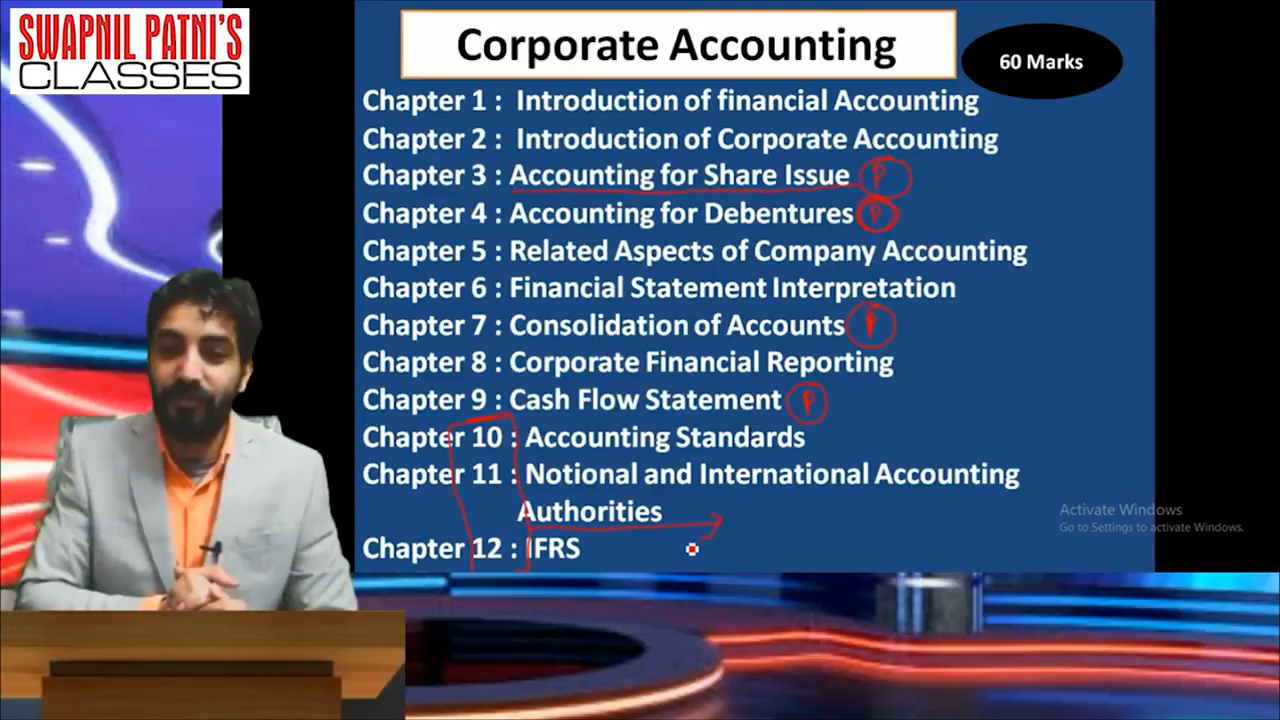 SWAPNIL PATNI'S
CLASSES
Corporate Accounting
60 Marks
Chapter 1 : Introduction of financial Accounting
Chapter 2 : Introduction of Corporate Accounting
Chapter 3 : Accounting for Share Issue P
Chapter 4 : Accounting for Debentures P
Chapter 5 : Related Aspects of Company Accounting
Chapter 6 : Financial Statement Interpretation
Chapter 7 : Consolidation of Accounts P
Chapter 8 : Corporate Financial Reporting
Chapter 9 : Cash Flow Statement P
Chapter 10 : Accounting Standards
Chapter 11 : Notional and International Accounting
Authorities
Chapter 12 : IFRS
Activate Windows
Go to Settings to activate Windows.